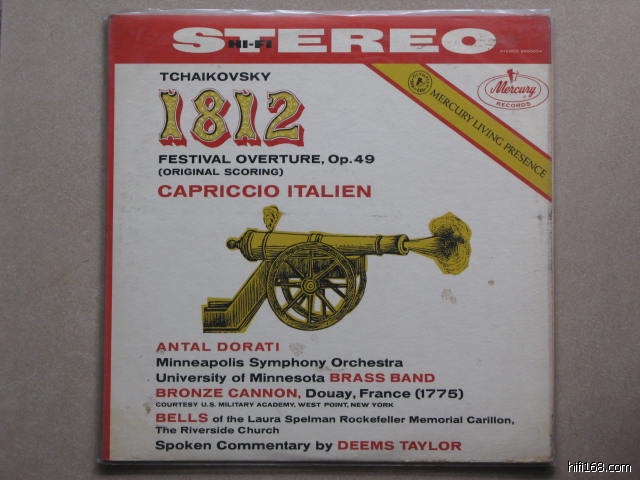 STEREO
HI-FI
TCHAIKOVSKY
1812
FESTIVAL OVERTURE, Op. 49
(ORIGINAL SCORING)
CAPRICCIO ITALIEN
Mercury
RECORDS
MERCURY LIVING PRESENCE
ANTAL DORATI
Minneapolis Symphony Orchestra
University of Minnesota BRASS BAND
BRONZE CANNON, Douay, France (1775)
COURTESY U.S. MILITARY ACADEMY, WEST POINT, NEW YORK
BELLS of the Laura Spelman Rockefeller Memorial Carillon,
The Riverside Church
Spoken Commentary by DEEMS TAYLOR
hifi168.com